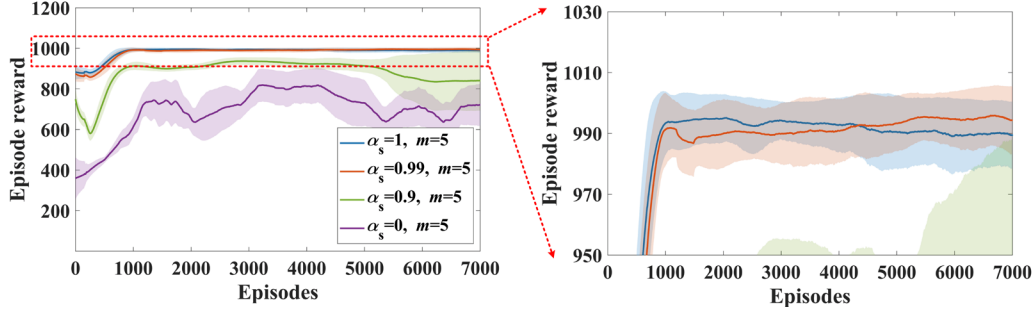 Episode reward
1200
1000
800
600
400
200
0 1000 2000 3000 4000 5000 6000 7000
Episodes
αs=1, m=5
αs=0.99, m=5
αs=0.9, m=5
αs=0, m=5
Episode reward
1030
1010
990
970
950
0 1000 2000 3000 4000 5000 6000 7000
Episodes